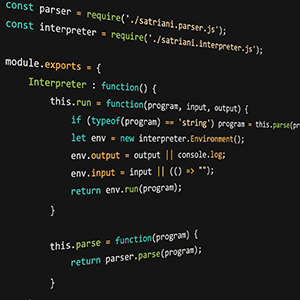 const parser = require('./satriani.parser.js');
const interpreter = require('./satriani.interpreter.js');
module.exports = {
Interpreter : function() {
this.run = function(program, input, output) {
if (typeof(program) == 'string') program = this.parse(pr
let env = new interpreter.Environment();
env.output = output || console.log;
env.input = input || (() => "");
return env.run(program);
}
this.parse = function(program) {
return parser.parse(program);
}